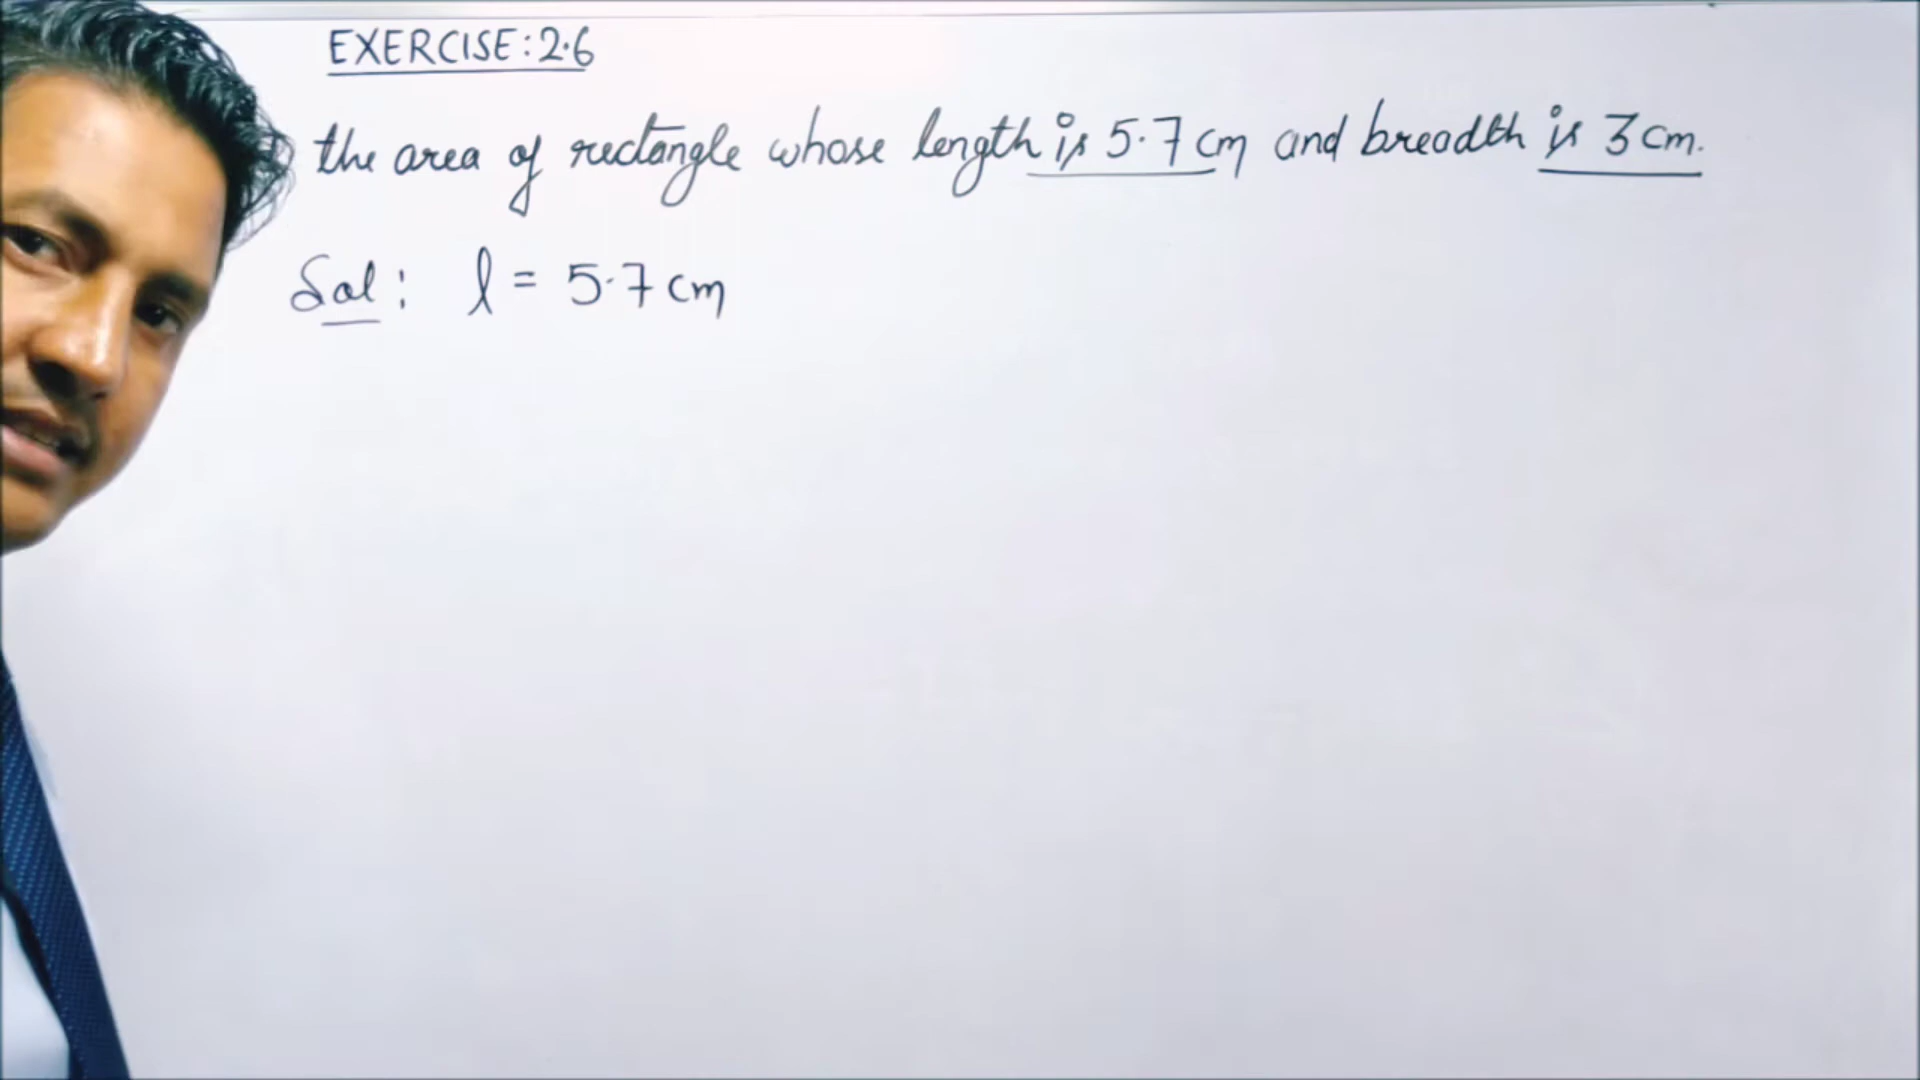 EXERCISE: 2.6
the area of rectangle whose length is 5.7 cm and breadth is 3 cm.
Sol: l = 5.7 cm